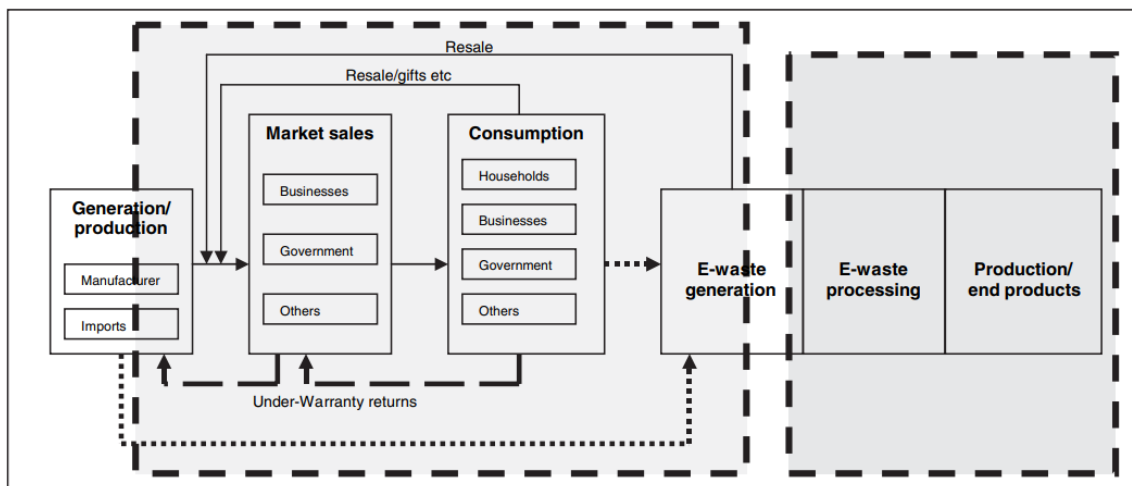 Resale
Resale/gifts etc
Market sales
Businesses
Government
Others
Consumption
Households
Businesses
Government
Others
Generation/
production
Manufacturer
Imports
E-waste
generation
E-waste
processing
Production/
end products
Under-Warranty returns